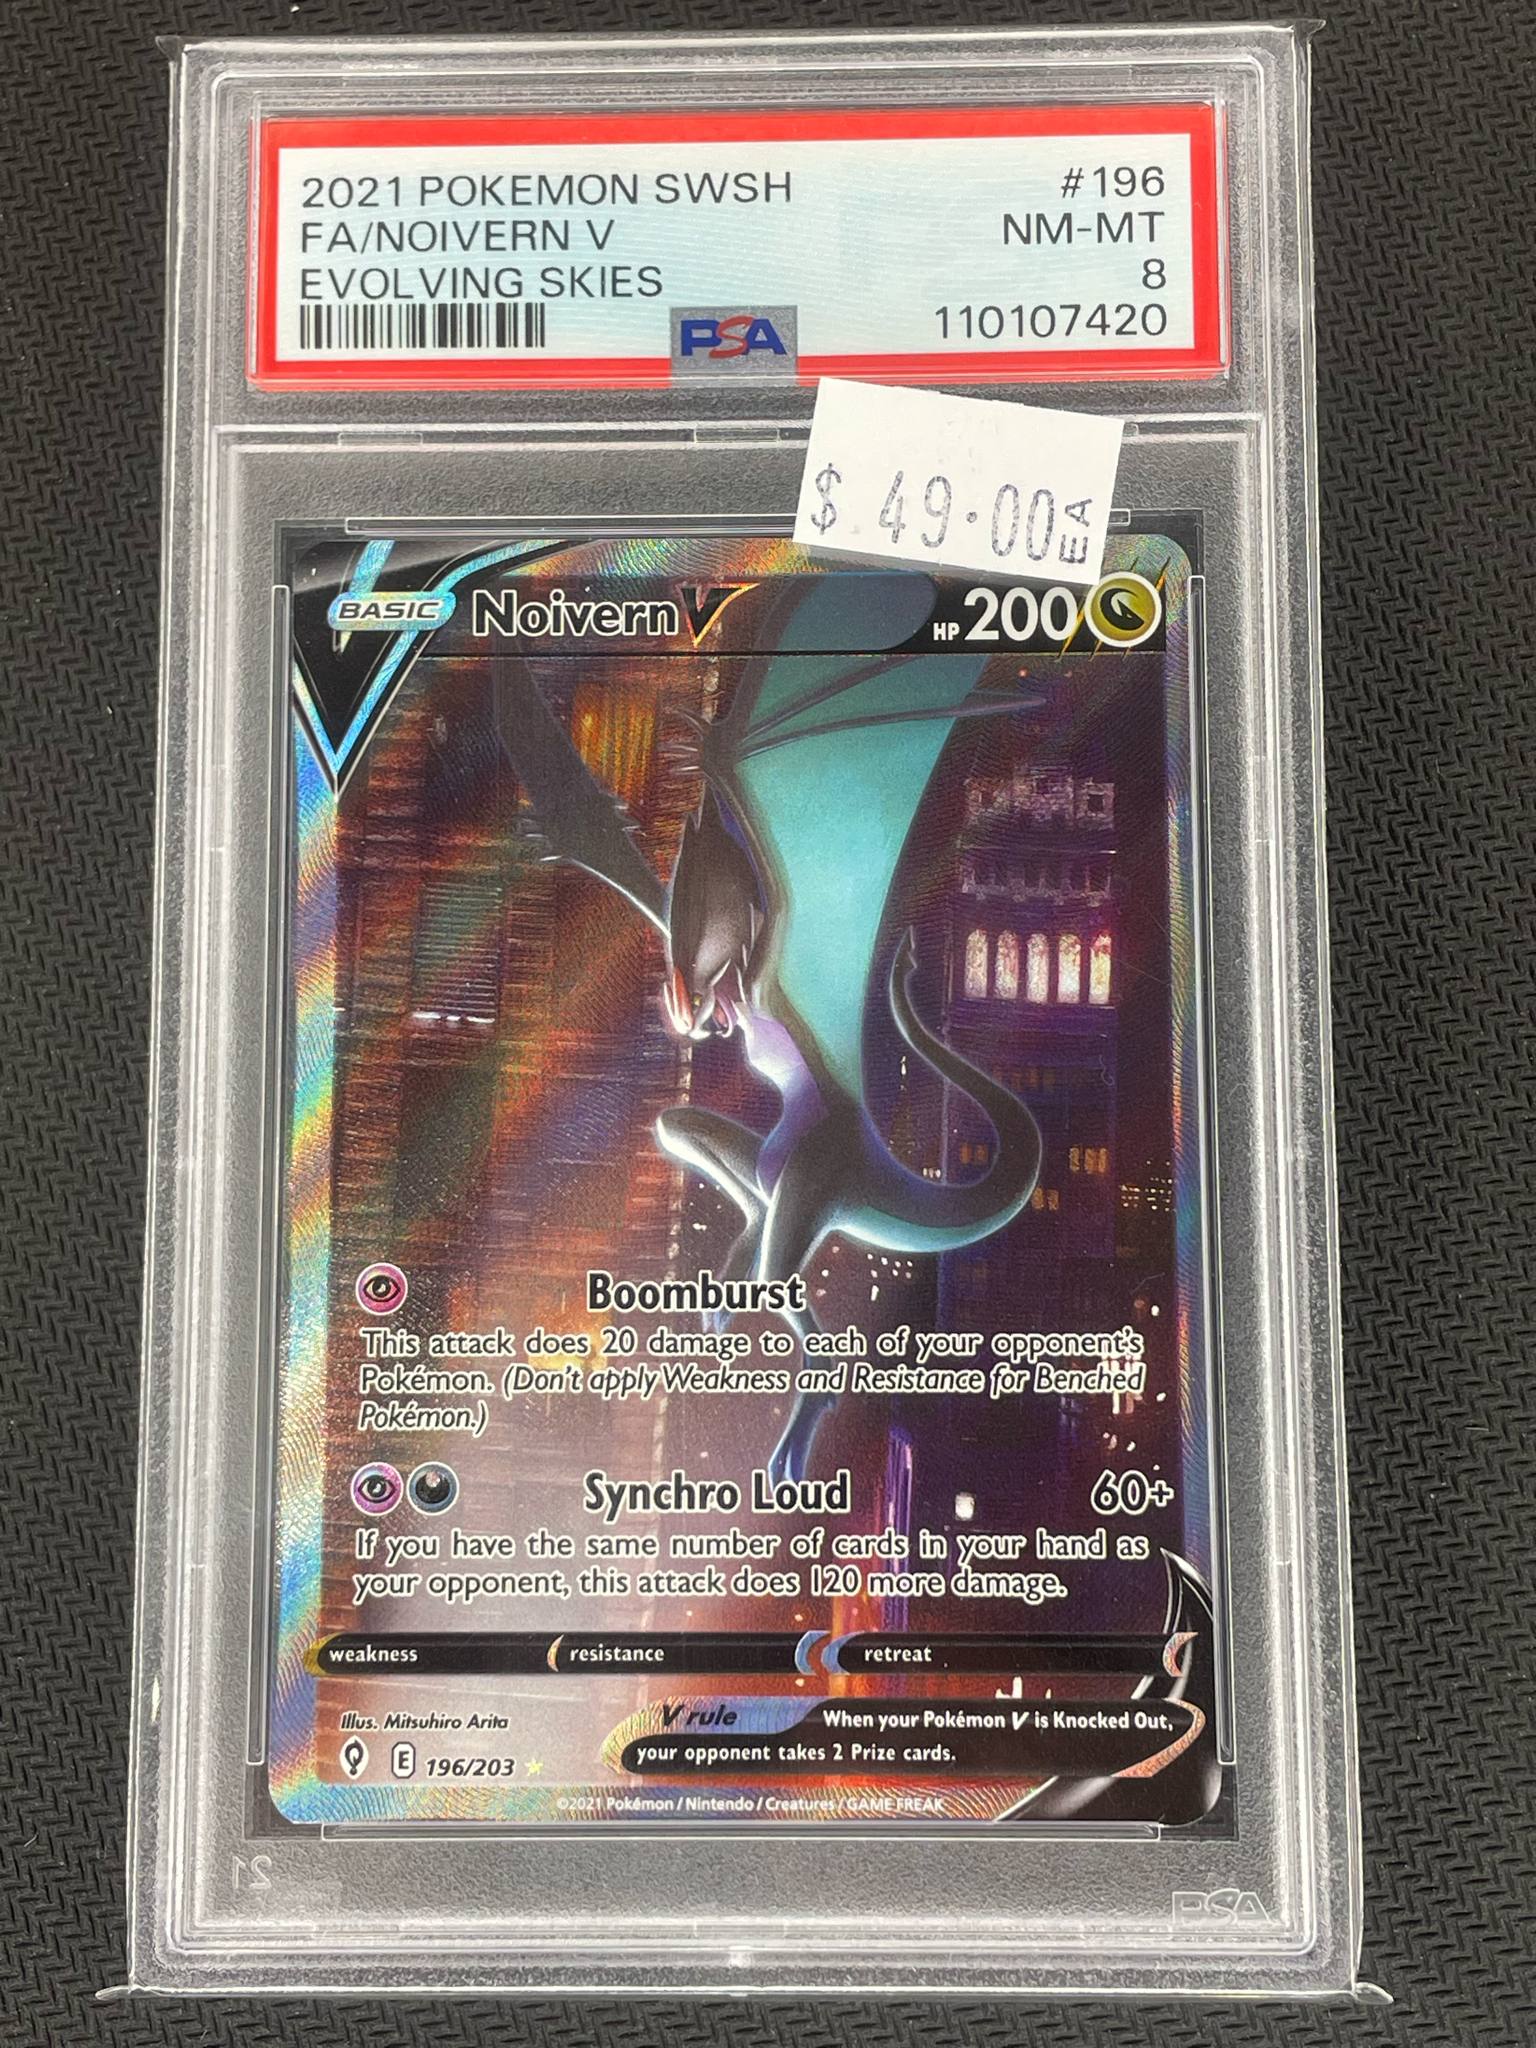 2021 POKEMON SWSH #196
FA/NOIVERN V NM-MT
EVOLVING SKIES 8
PSA 110107420
$ 49.00 EA
BASIC Noivern V HP 200
Boomburst
This attack does 20 damage to each of your opponent's
Pokémon. (Don't apply Weakness and Resistance for Benched
Pokémon.)
Synchro Loud 60+
If you have the same number of cards in your hand as
your opponent, this attack does 120 more damage.
weakness resistance retreat
Illus. Mitsuhiro Arita
V rule When your Pokémon V is Knocked Out,
your opponent takes 2 Prize cards.
E 196/203
©2021 Pokémon / Nintendo / Creatures / GAME FREAK
21
PSA